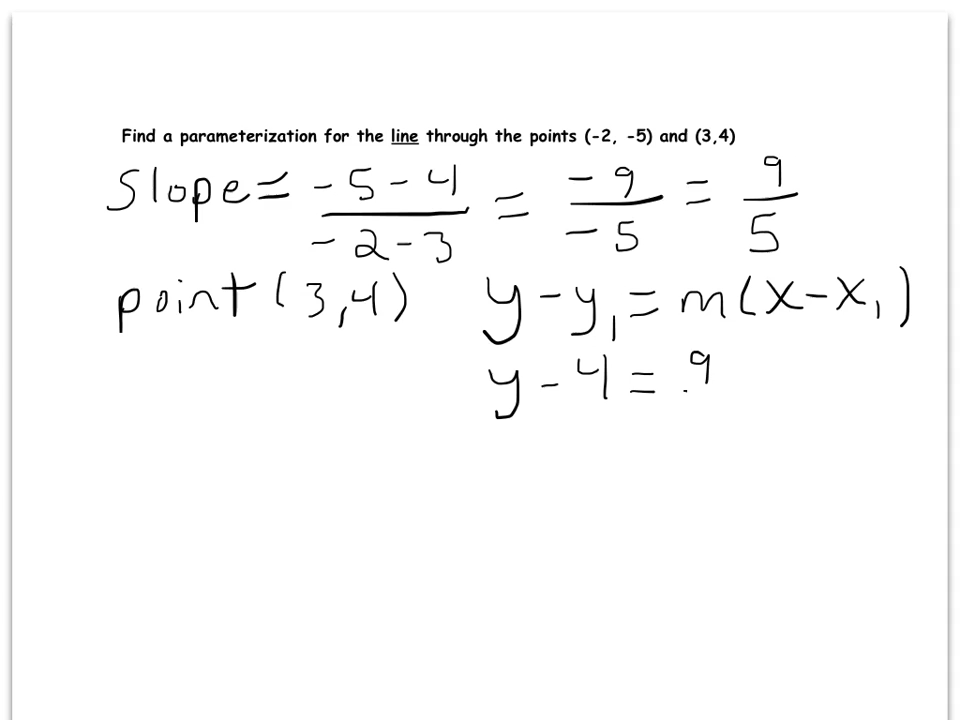 Find a parameterization for the line through the points (-2, -5) and (3,4)
Slope = -5-4/-2-3 = -9/-5 = 9/5
point (3,4) y-y₁=m(x-x₁)
y-4=9